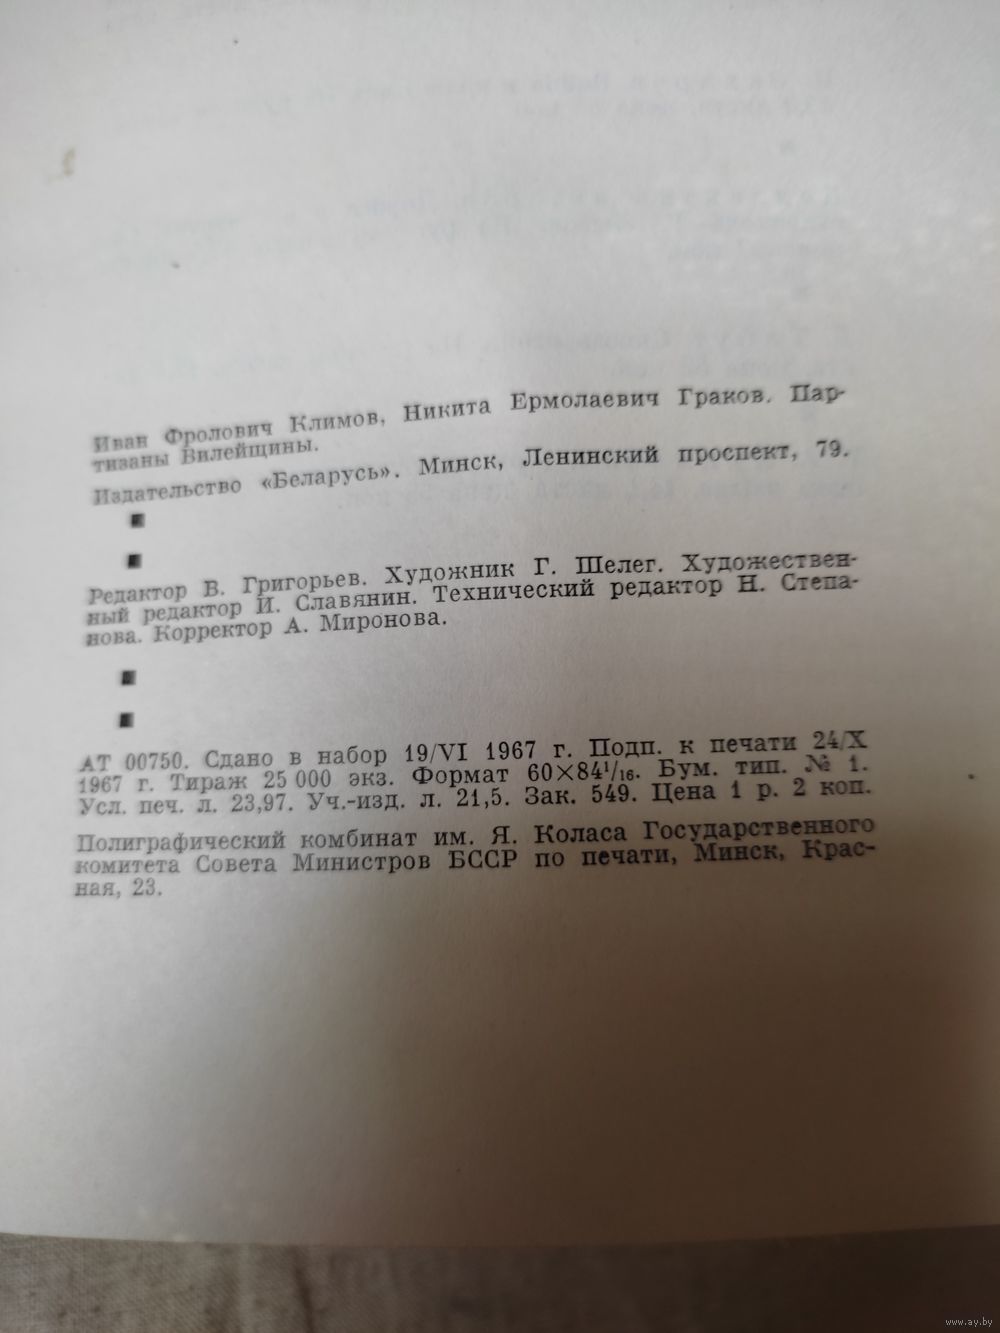 Иван Фролович Климов, Никита Ермолаевич Граков. Пар-
тизаны Вилейщины.
Издательство «Беларусь». Минск, Ленинский проспект, 79.
Редактор В. Григорьев. Художник Г. Шелег. Художествен-
ный редактор И. Славянин. Технический редактор Н. Степа-
нова. Корректор А. Миронова.
АТ 00750. Сдано в набор 19/VI 1967 г. Подп. к печати 24/X
1967 г. Тираж 25 000 экз. Формат 60×84¹/₁₆. Бум. тип. № 1.
Усл. печ. л. 23,97. Уч.-изд. л. 21,5. Зак. 549. Цена 1 р. 2 коп.
Полиграфический комбинат им. Я. Коласа Государственного
комитета Совета Министров БССР по печати, Минск, Крас-
ная, 23.
www.ay.by